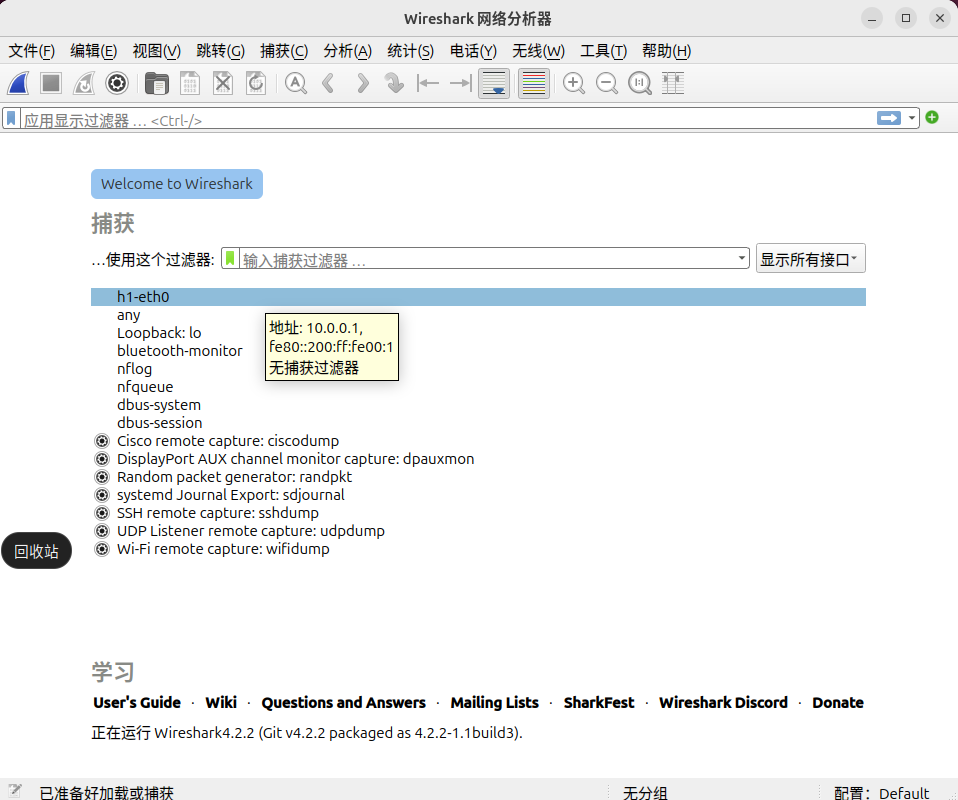 Wireshark 网络分析器
文件(F) 编辑(E) 视图(V) 跳转(G) 捕获(C) 分析(A) 统计(S) 电话(Y) 无线(W) 工具(T) 帮助(H)
应用显示过滤器 … <Ctrl-/>
Welcome to Wireshark
捕获
…使用这个过滤器: 输入捕获过滤器 … 显示所有接口
h1-eth0
any
Loopback: lo
bluetooth-monitor
nflog
nfqueue
dbus-system
dbus-session
地址: 10.0.0.1,
fe80::200:ff:fe00:1
无捕获过滤器
Cisco remote capture: ciscodump
DisplayPort AUX channel monitor capture: dpauxmon
Random packet generator: randpkt
systemd Journal Export: sdjournal
SSH remote capture: sshdump
UDP Listener remote capture: udpdump
Wi-Fi remote capture: wifidump
回收站
学习
User's Guide · Wiki · Questions and Answers · Mailing Lists · SharkFest · Wireshark Discord · Donate
正在运行 Wireshark4.2.2 (Git v4.2.2 packaged as 4.2.2-1.1build3).
已准备好加载或捕获 无分组 配置：Default